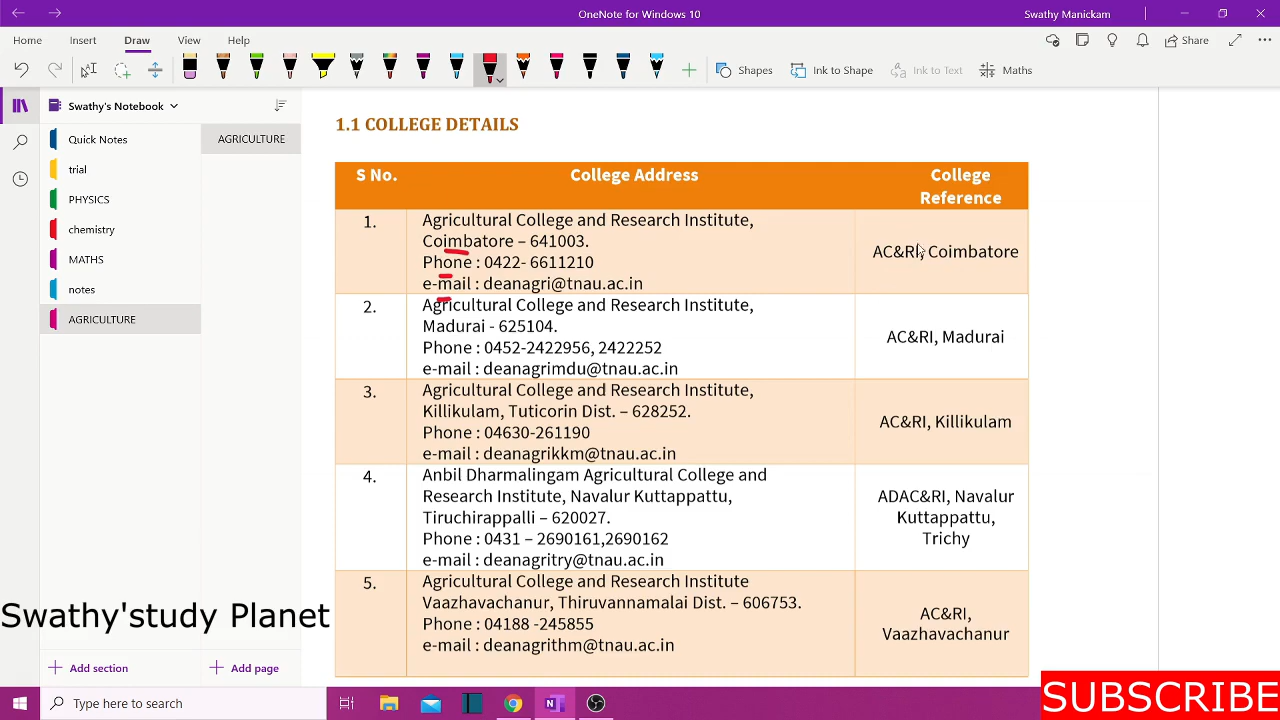 OneNote for Windows 10
Swathy Manickam
Home Insert Draw View Help
Share
Shapes
Ink to Shape
Ink to Text
Maths
Swathy's Notebook
Quick Notes
trial
PHYSICS
chemistry
MATHS
notes
AGRICULTURE
AGRICULTURE
Add section
Add page
1.1 COLLEGE DETAILS
S No.
College Address
College
Reference
1.
Agricultural College and Research Institute,
Coimbatore – 641003.
Phone : 0422- 6611210
e-mail : deanagri@tnau.ac.in
AC&RI, Coimbatore
2.
Agricultural College and Research Institute,
Madurai - 625104.
Phone : 0452-2422956, 2422252
e-mail : deanagrimdu@tnau.ac.in
AC&RI, Madurai
3.
Agricultural College and Research Institute,
Killikulam, Tuticorin Dist. – 628252.
Phone : 04630-261190
e-mail : deanagrikkm@tnau.ac.in
AC&RI, Killikulam
4.
Anbil Dharmalingam Agricultural College and
Research Institute, Navalur Kuttappattu,
Tiruchirappalli – 620027.
Phone : 0431 – 2690161,2690162
e-mail : deanagritry@tnau.ac.in
ADAC&RI, Navalur
Kuttappattu,
Trichy
5.
Agricultural College and Research Institute
Vaazhavachanur, Thiruvannamalai Dist. – 606753.
Phone : 04188 -245855
e-mail : deanagrithm@tnau.ac.in
AC&RI,
Vaazhavachanur
Swathy'study Planet
Type here to search
SUBSCRIBE